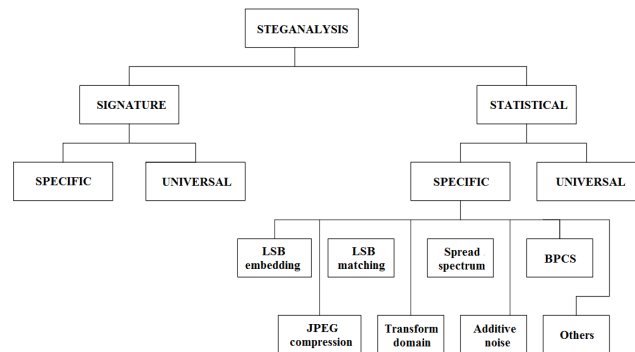 STEGANALYSIS
SIGNATURE
STATISTICAL
SPECIFIC
UNIVERSAL
SPECIFIC
UNIVERSAL
LSB
embedding
LSB
matching
Spread
spectrum
BPCS
JPEG
compression
Transform
domain
Additive
noise
Others